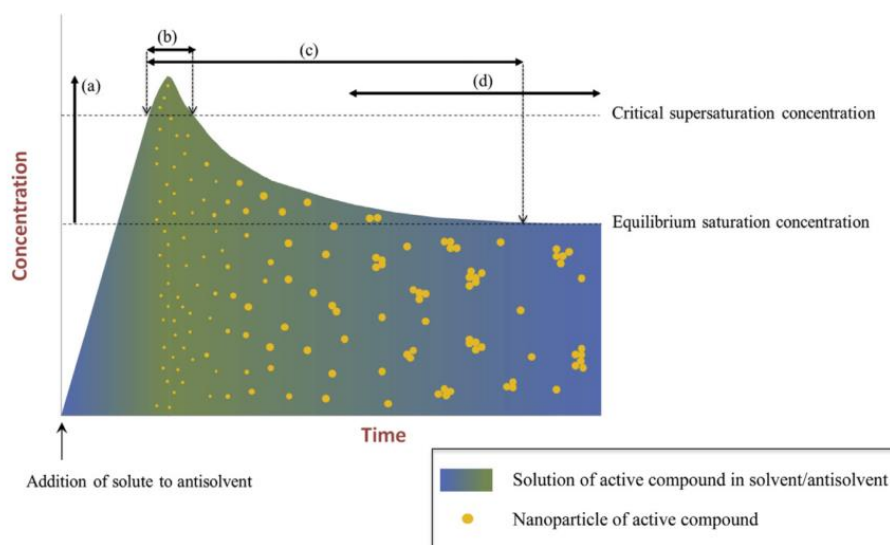 (b)
(c)
(a)
(d)
Critical supersaturation concentration
Equilibrium saturation concentration
Concentration
Time
Addition of solute to antisolvent
Solution of active compound in solvent/antisolvent
Nanoparticle of active compound